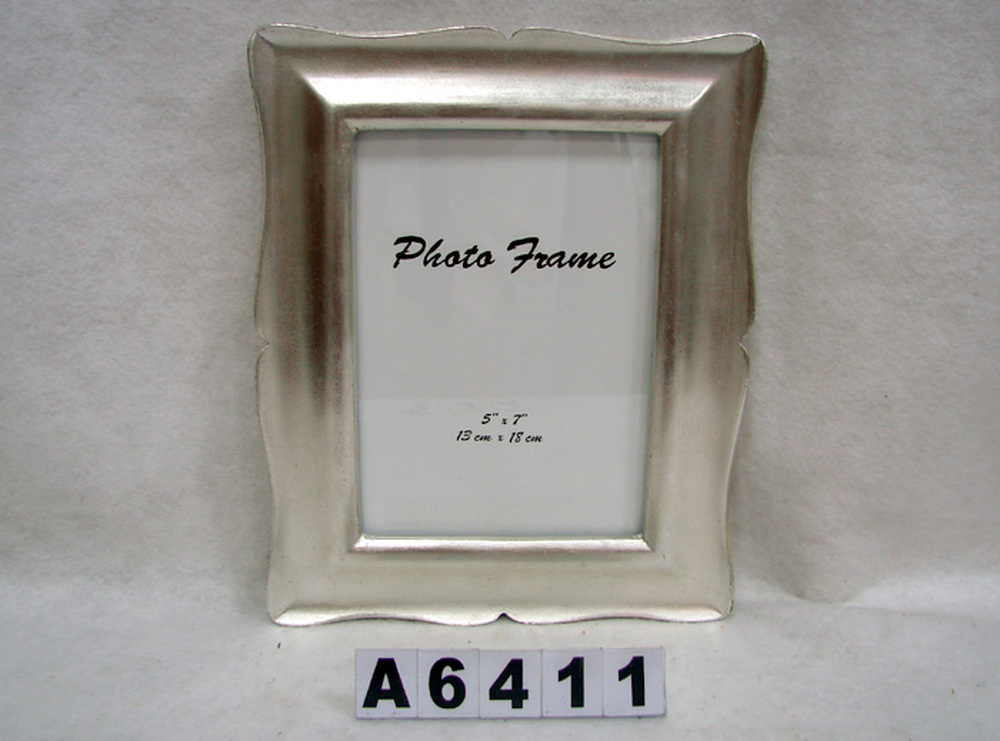 Photo Frame
5" x 7"
13 cm x 18 cm
A6411